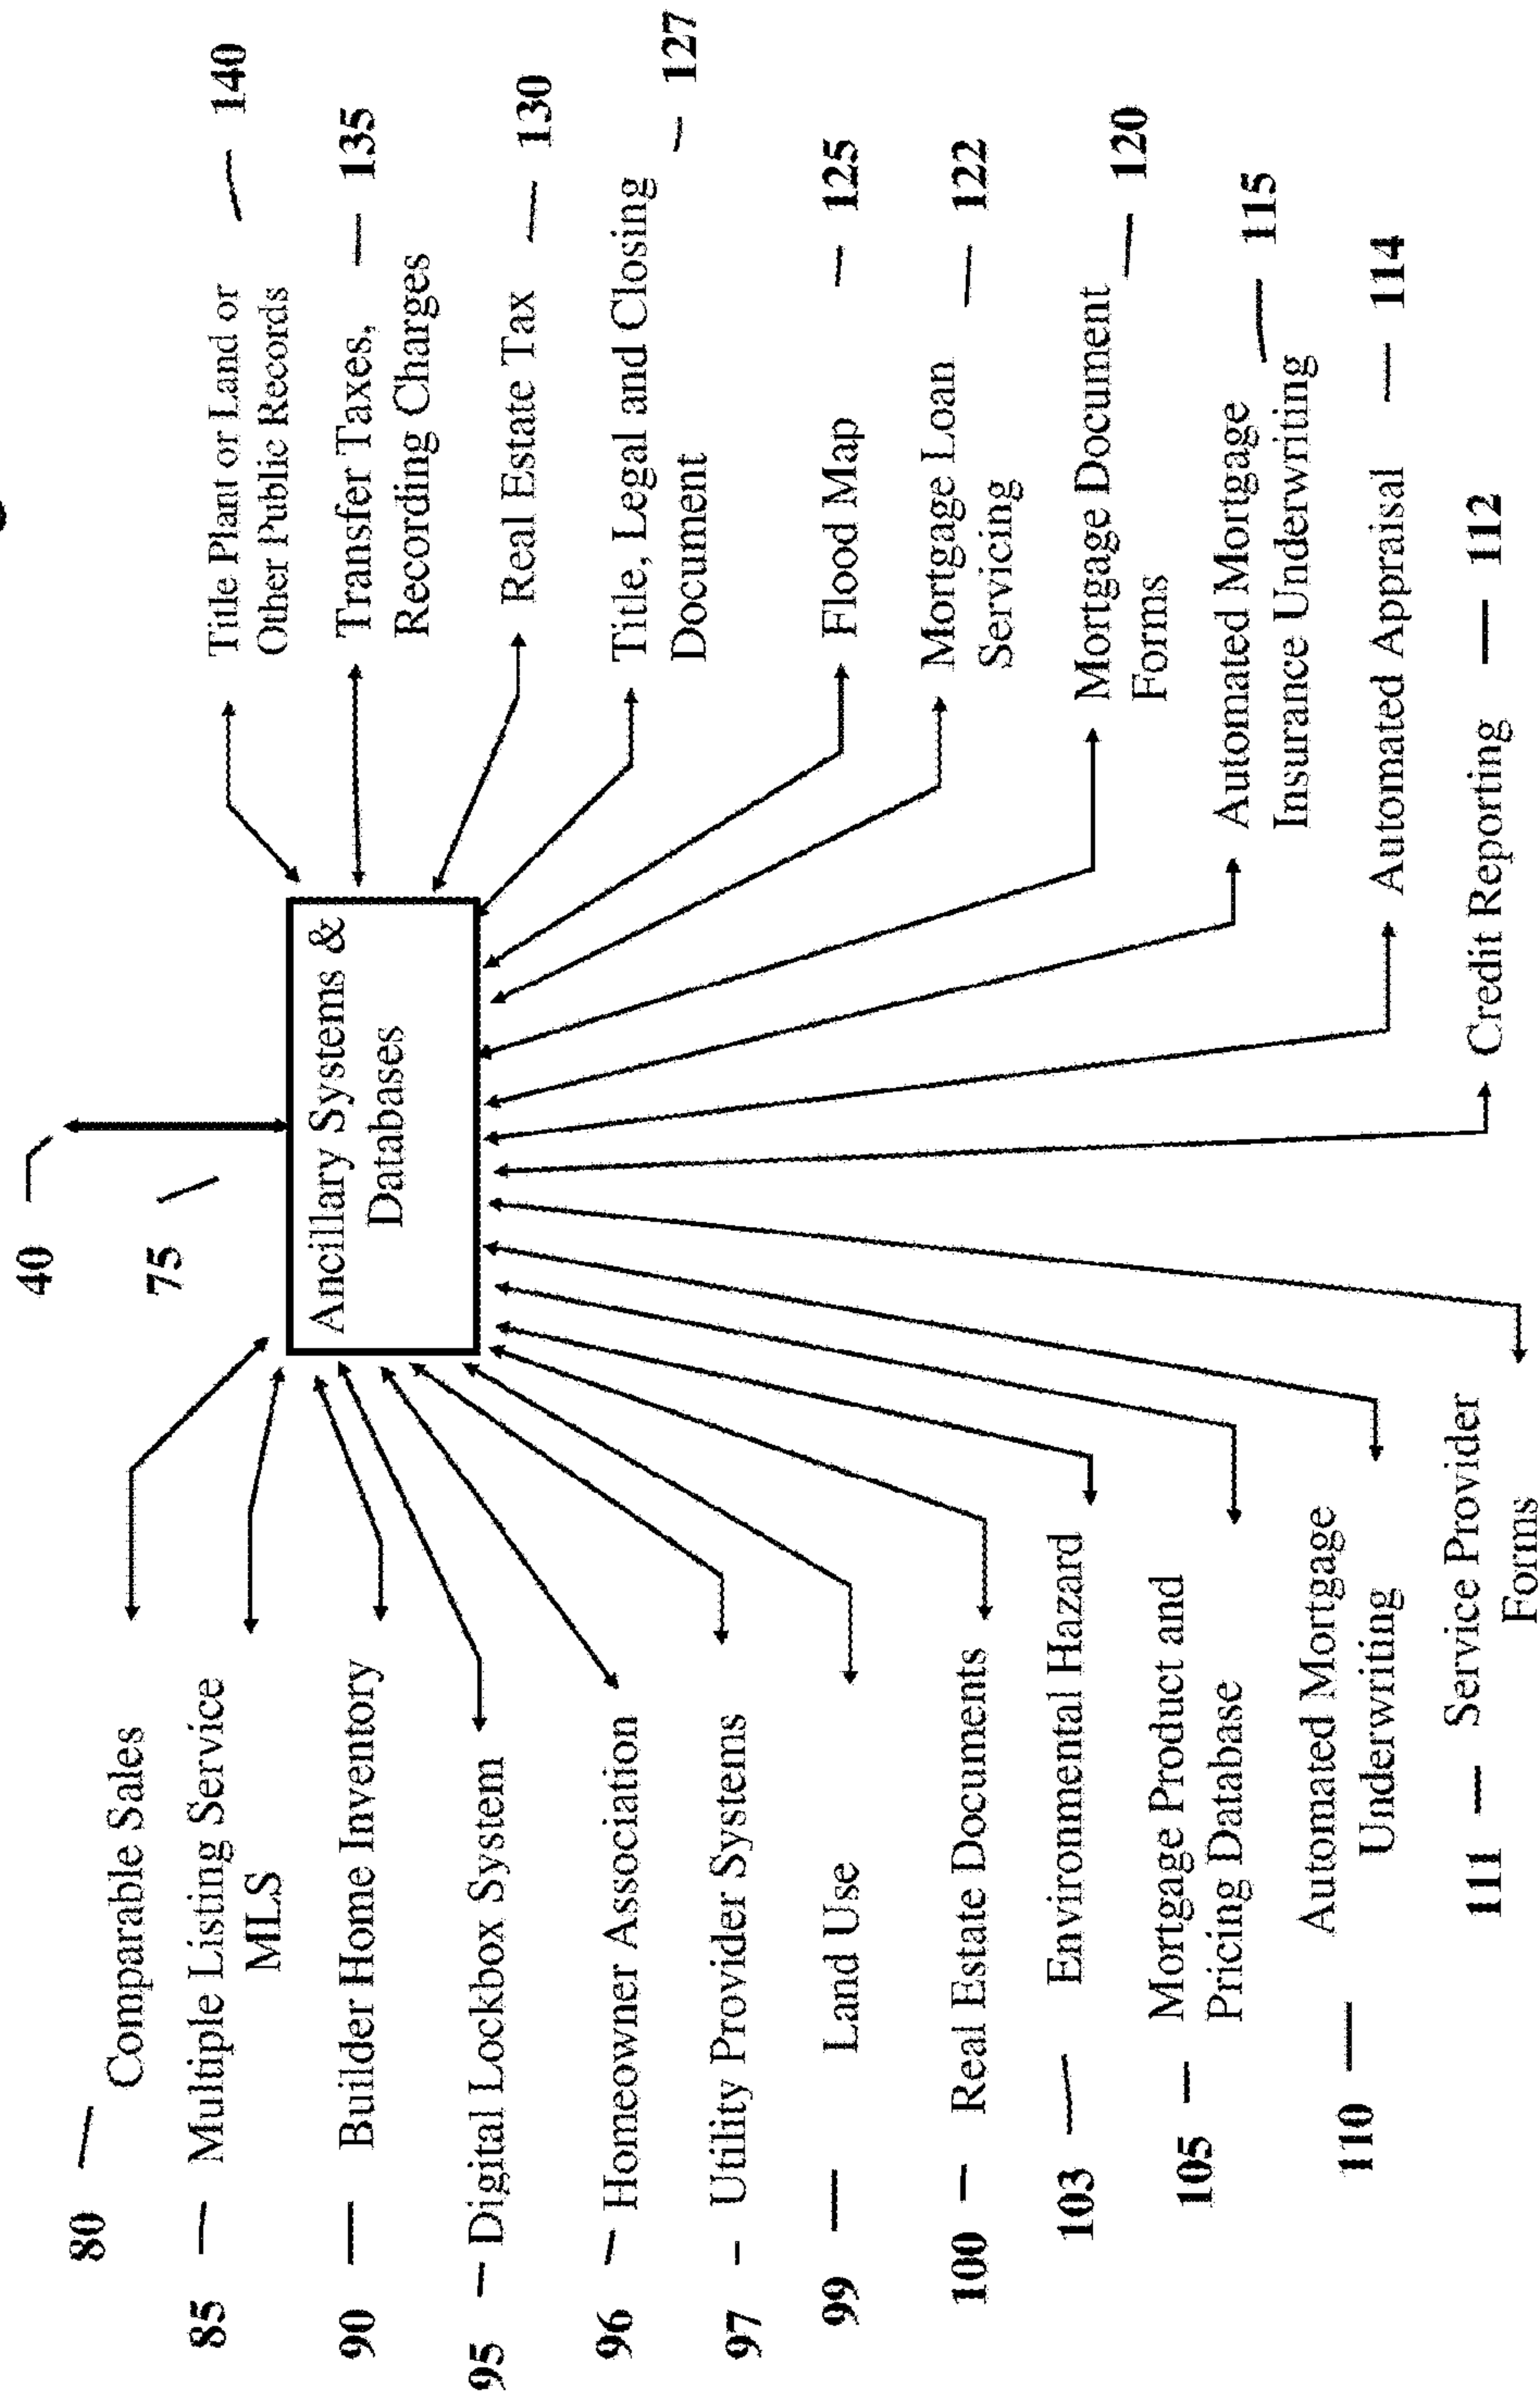 40
75
Ancillary Systems &
Databases
80
Comparable Sales
85
Multiple Listing Service
MLS
90
Builder Home Inventory
95
Digital Lockbox System
96
Homeowner Association
97
Utility Provider Systems
99
Land Use
100
Real Estate Documents
103
Environmental Hazard
105
Mortgage Product and
Pricing Database
110
Automated Mortgage
Underwriting
111
Service Provider
Forms
Title Plant or Land or
Other Public Records
140
Transfer Taxes,
Recording Charges
135
Real Estate Tax
130
Title, Legal and Closing
Document
127
Flood Map
125
Mortgage Loan
Servicing
122
Mortgage Document
Forms
120
Automated Mortgage
Insurance Underwriting
115
Automated Appraisal
114
Credit Reporting
112